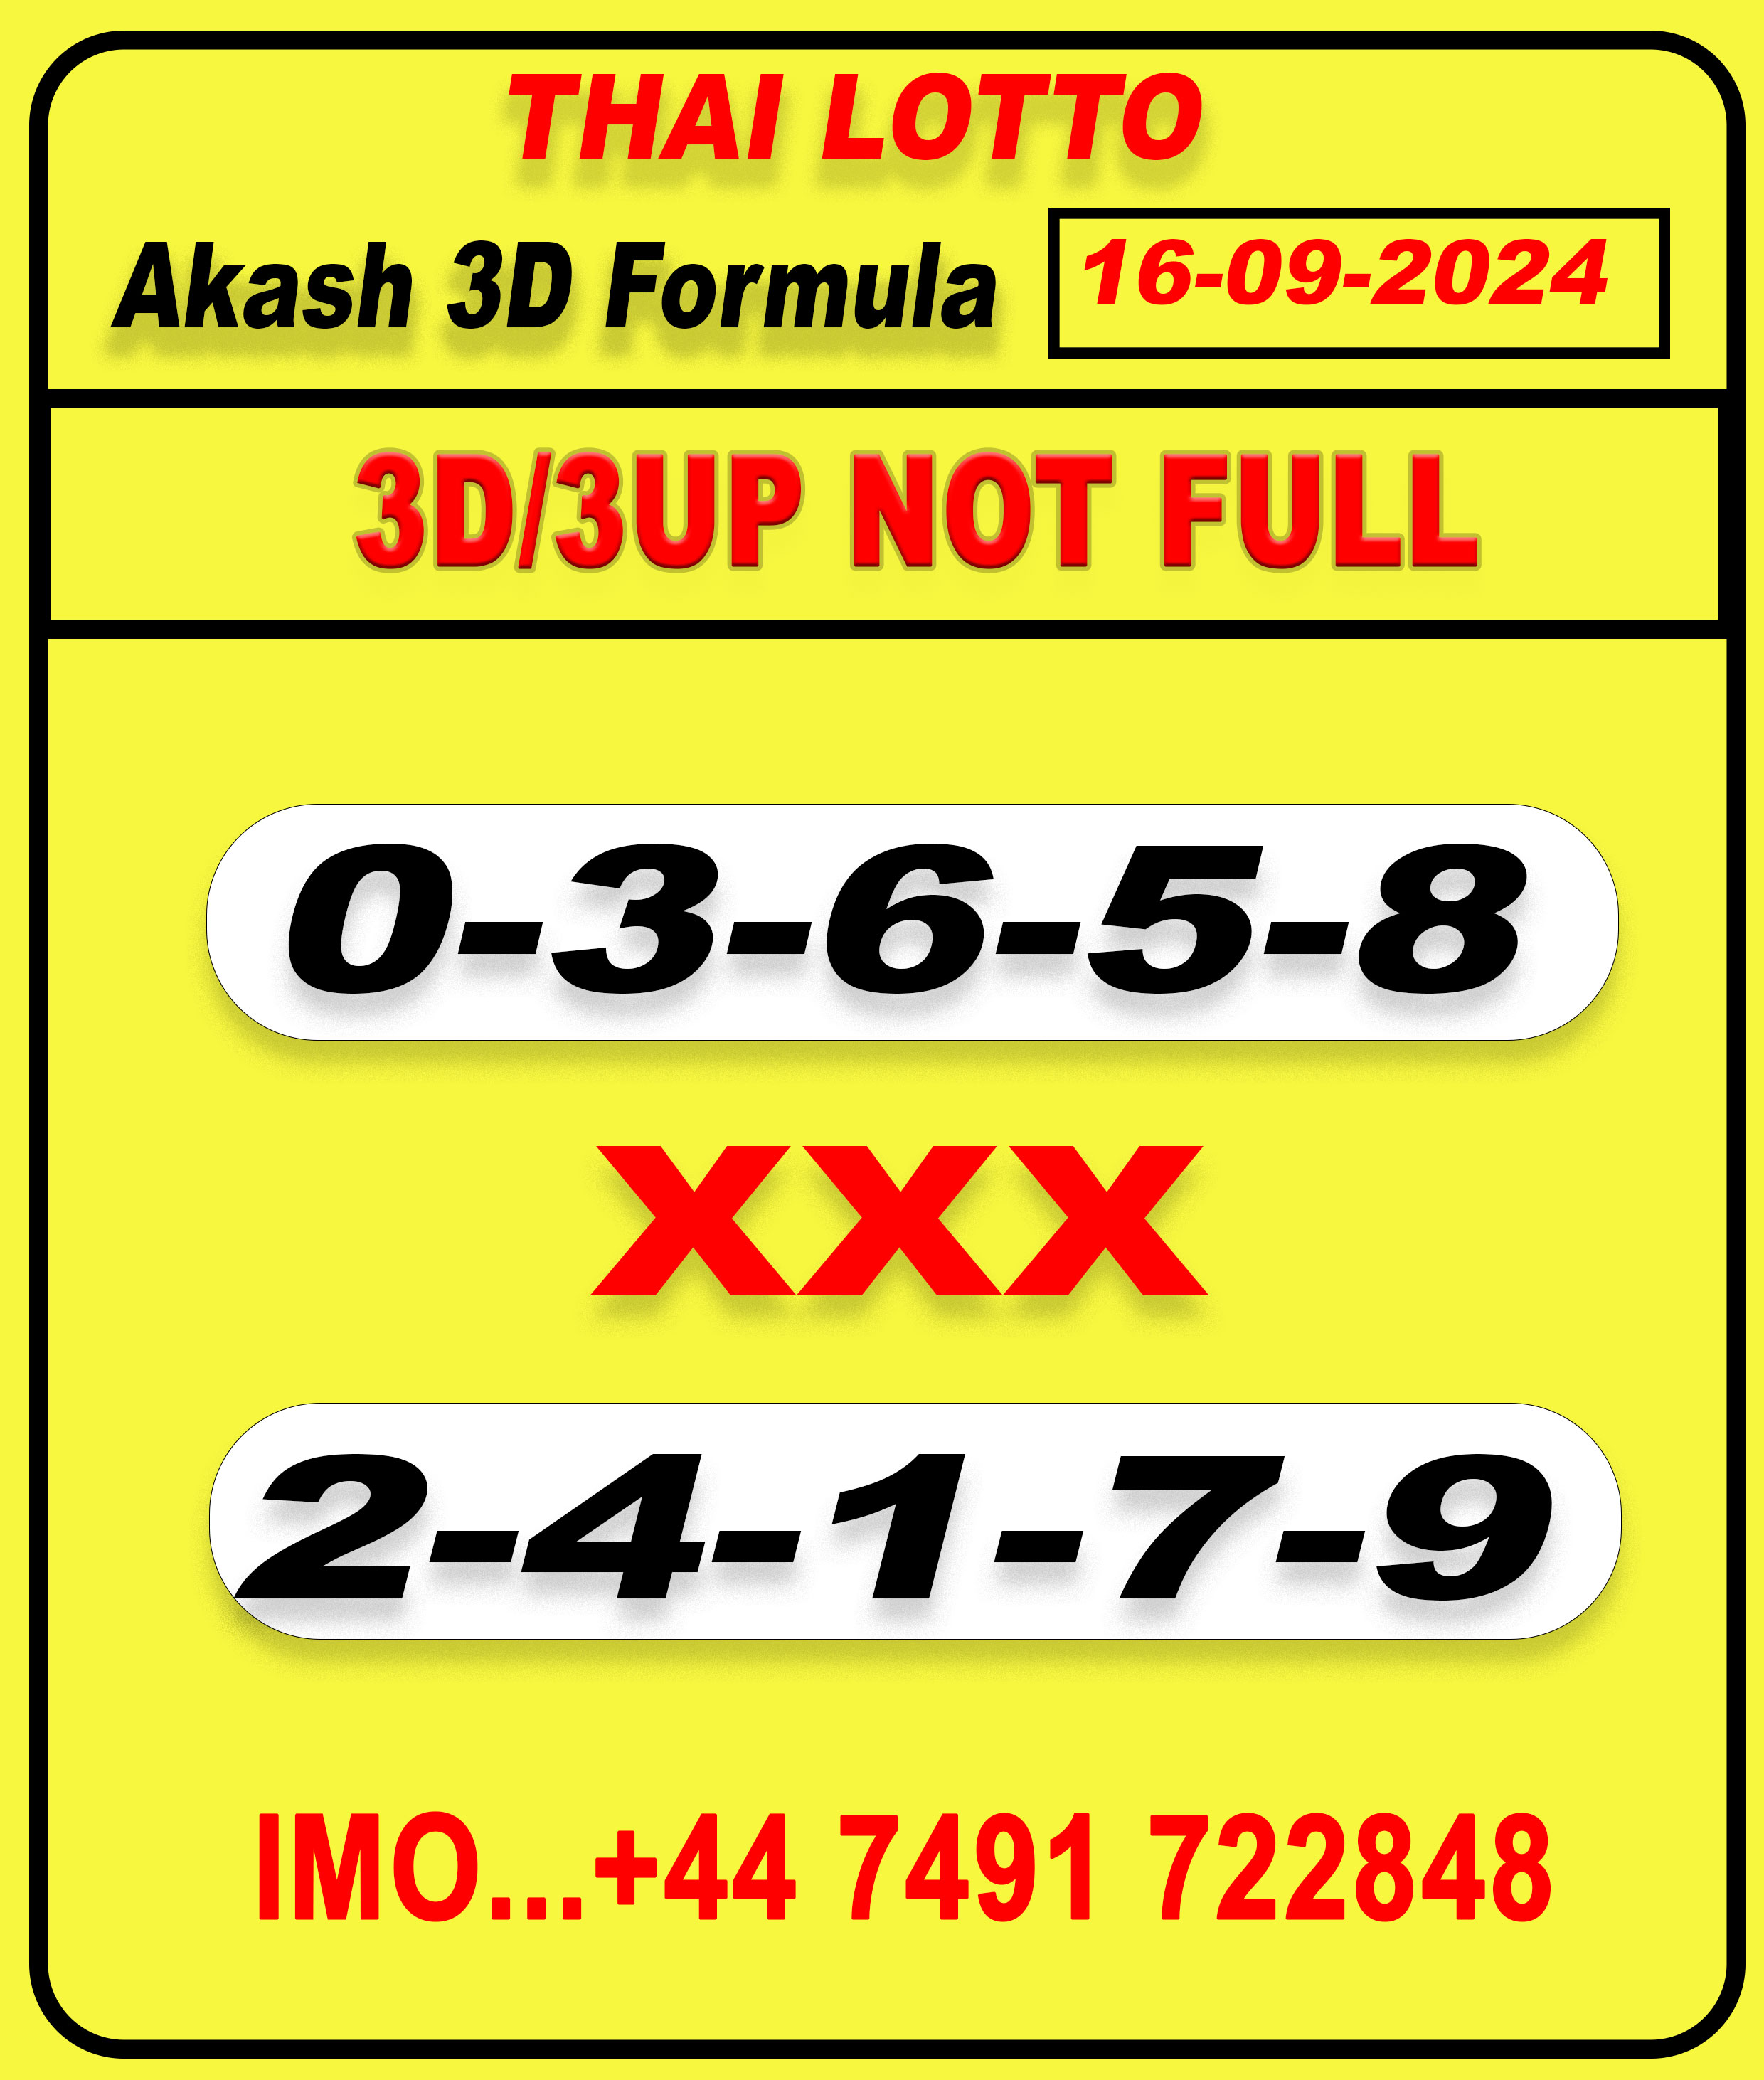 THAI LOTTO
Akash 3D Formula
16-09-2024
3D/3UP NOT FULL
0-3-6-5-8
XXX
2-4-1-7-9
IMO...+44 7491 722848